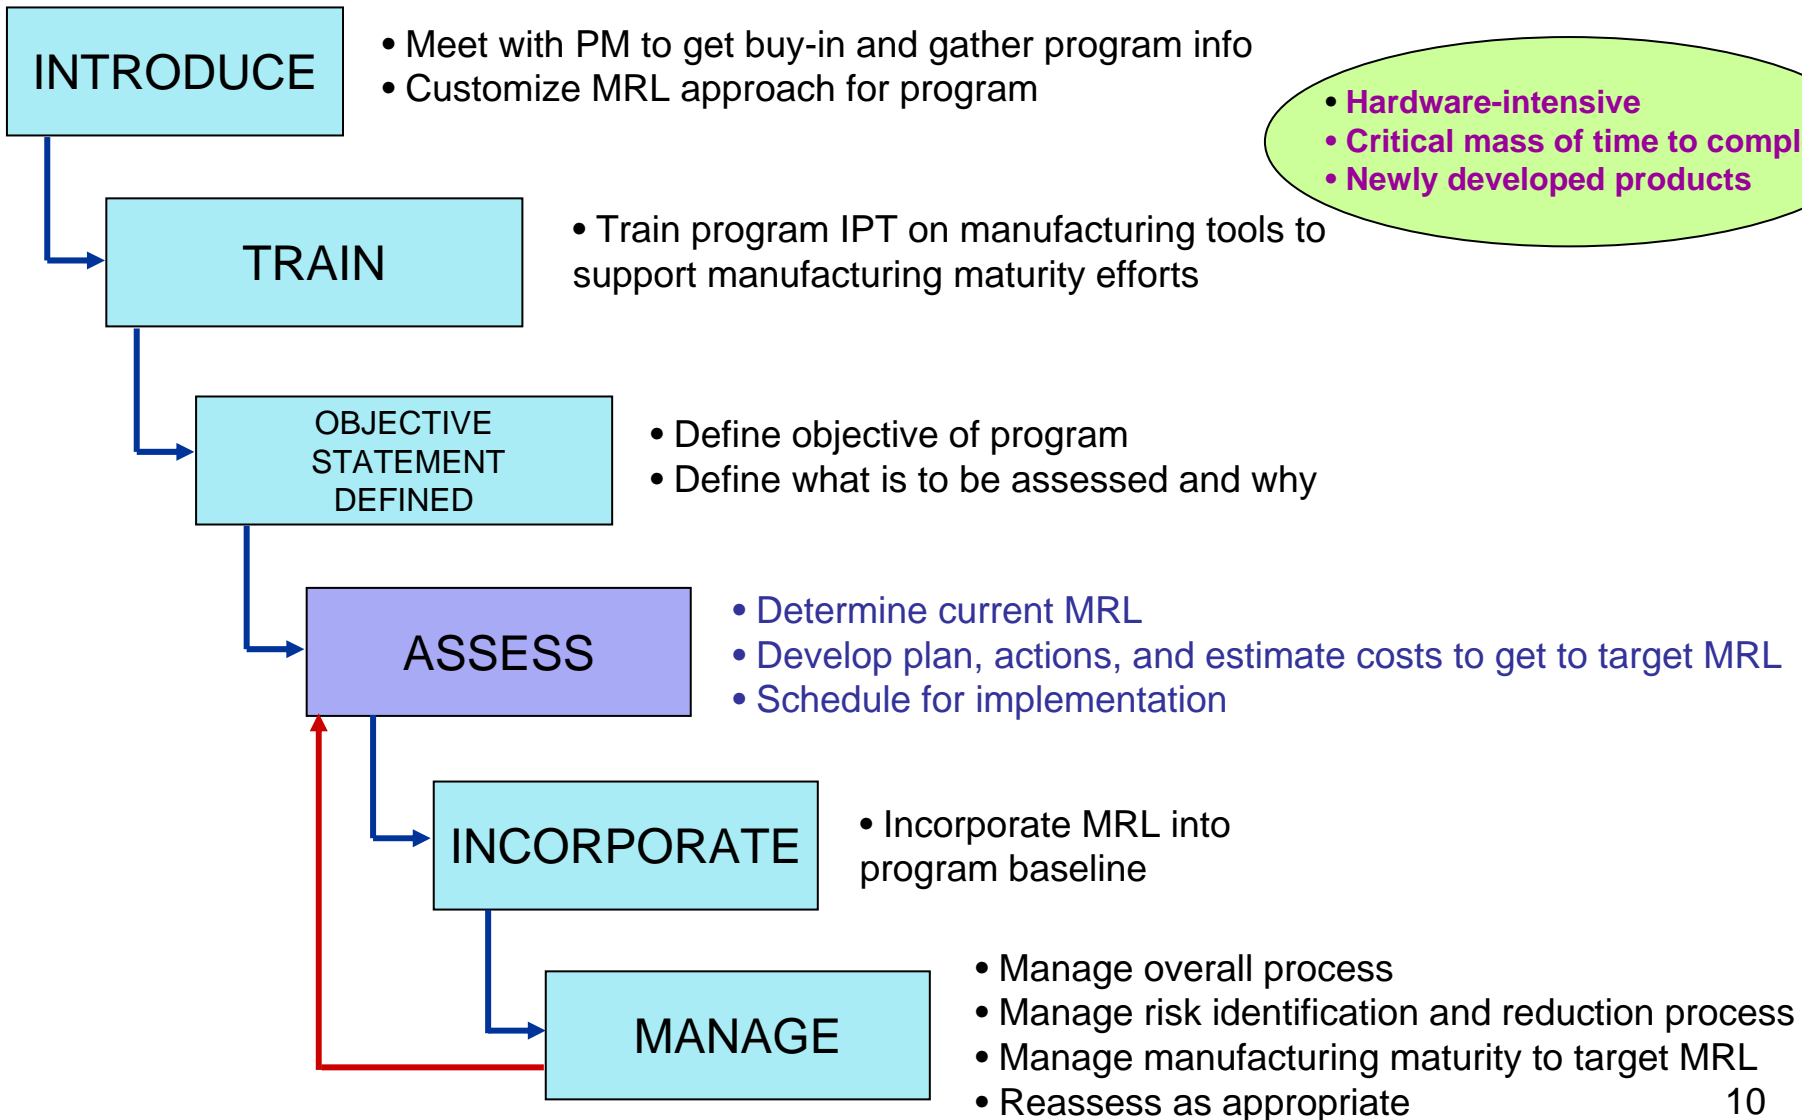 INTRODUCE
• Meet with PM to get buy-in and gather program info
• Customize MRL approach for program
• Hardware-intensive
• Critical mass of time to
• Newly developed products
TRAIN
• Train program IPT on manufacturing tools to
support manufacturing maturity efforts
OBJECTIVE
STATEMENT
DEFINED
• Define objective of program
• Define what is to be assessed and why
ASSESS
• Determine current MRL
• Develop plan, actions, and estimate costs to get to target MRL
• Schedule for implementation
INCORPORATE
• Incorporate MRL into
program baseline
MANAGE
• Manage overall process
• Manage risk identification and reduction process
• Manage manufacturing maturity to target MRL
• Reassess as appropriate
10